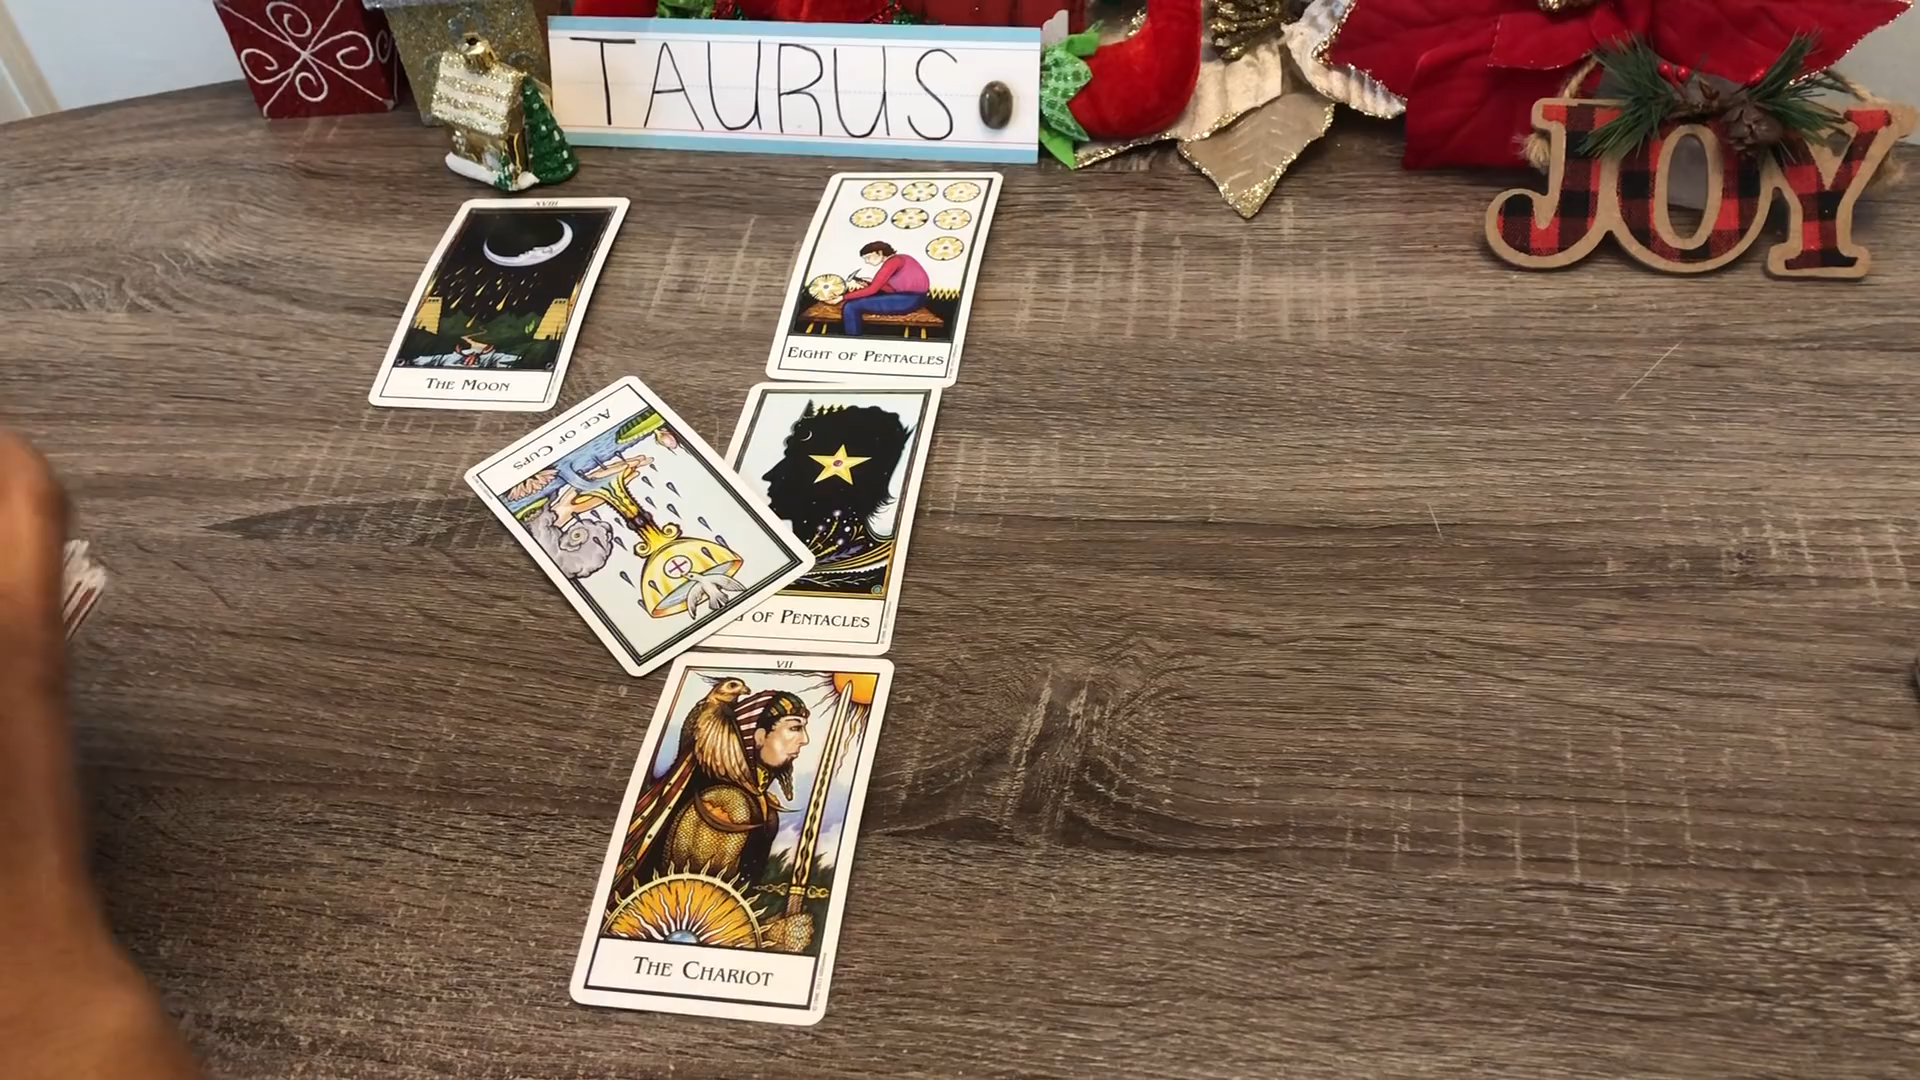 TAURUS
JOY
XVIII
THE MOON
EIGHT OF PENTACLES
ACE OF CUPS
OF PENTACLES
VII
THE CHARIOT